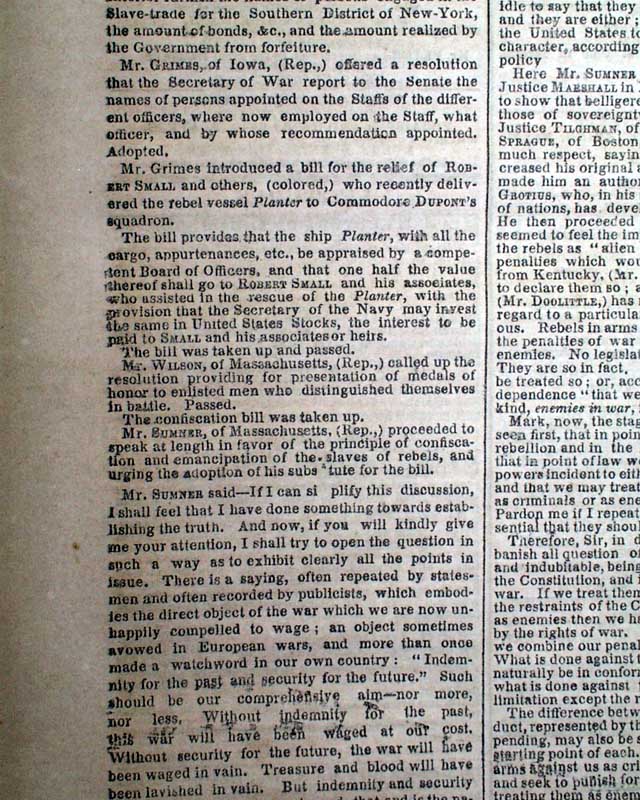 Slave-trade for the Southern District of New-York,
the amount of bonds, &c., and the amount realized by
the Government from forfeiture.
Mr. GRIMES, of Iowa, (Rep.,) offered a resolution
that the Secretary of War report to the Senate the
names of persons appointed on the Staffs of the differ-
ent officers, where now employed on the Staff, what
officer, and by whose recommendation appointed.
Adopted.
Mr. Grimes introduced a bill for the relief of ROB-
ERT SMALL and others, (colored,) who recently deliv-
ered the rebel vessel Planter to Commodore DUPONT'S
squadron.
The bill provides that the ship Planter, with all the
cargo, appurtenances, etc., be appraised by a compe-
tent Board of Officers, and that one half the value
thereof shall go to ROBERT SMALL and his associates,
who assisted in the rescue of the Planter, with the
provision that the Secretary of the Navy may invest
the same in United States Stocks, the interest to be
paid to SMALL and his associates or heirs.
The bill was taken up and passed.
Mr. WILSON, of Massachusetts, (Rep.,) called up the
resolution providing for presentation of medals of
honor to enlisted men who distinguished themselves
in battle. Passed.
The confiscation bill was taken up.
Mr. SUMNER, of Massachusetts, (Rep.,) proceeded to
speak at length in favor of the principle of confisca-
tion and emancipation of the slaves of rebels, and
urging the adoption of his subs tute for the bill.
Mr. SUMNER said—If I can si plify this discussion,
I shall feel that I have done something towards estab-
lishing the truth. And now, if you will kindly give
me your attention, I shall try to open the question in
such a way as to exhibit clearly all the points in
issue. There is a saying, often repeated by states-
men and often recorded by publicists, which embod-
ies the direct object of the war which we are now un-
happily compelled to wage; an object sometimes
avowed in European wars, and more than once
made a watchword in our own country: "Indem-
nity for the past and security for the future." Such
should be our comprehensive aim—nor more,
nor less. Without indemnity for the past,
this war will have been waged at our cost.
Without security for the future, the war will have
been waged in vain. Treasure and blood will have
been lavished in vain. But indemnity and security
idle to say that they
and they are either;
the United States to
character, according
policy
Here Mr. SUMNER
Justice MARSHALL in
to show that belliger
those of sovereignty
Justice TILGHMAN, of
SPRAGUE, of Boston
much respect, sayin
creased his original
made him an author
GROTIUS, who, in his
of nations, has deve
He then proceeded
seemed to feel the im
the rebels as "alien
penalties which wou
from Kentucky, (Mr.
to declare them so; a
(Mr. DOOLITTLE,) has
regard to a particula
ous. Rebels in arms
the penalties of war
enemies. No legislat
They are so in fact.
be treated so; or, acc
dependence "that we
kind, enemies in war,
Mark, now, the stag
seen first, that in poin
rebellion and in the
that in point of law w
powers incident to eith
and that we may treat
as criminals or as ene
Pardon me if I repeat
sential that they shou
Therefore, Sir, in d
banish all question o
and indubitable, being
the Constitution, and
war. If we treat them
the restraints of the C
as enemies then we ha
by the rights of war.
we combine our penal
What is done against t
naturally be in conform
what is done against
limitation except the r
The difference betw
duct, represented by th
pending, may also be s
starting point of each.
arms against us as cri
and seek to punish for
treating them as enem